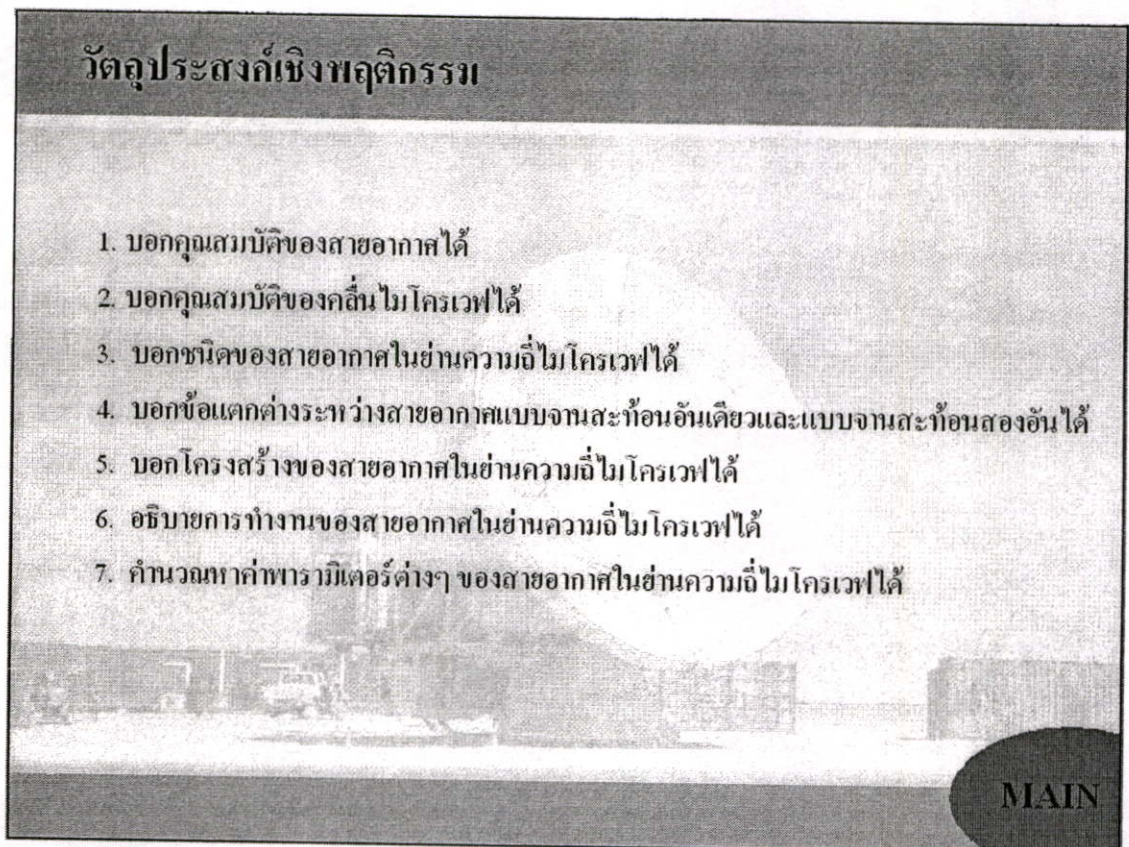 วัตถุประสงค์เชิงพฤติกรรม
1. บอกคุณสมบัติของสายอากาศได้
2. บอกคุณสมบัติของคลื่นไมโครเวฟได้
3. บอกชนิดของสายอากาศในย่านความถี่ไมโครเวฟได้
4. บอกข้อแตกต่างระหว่างสายอากาศแบบจานสะท้อนอันเดียวและแบบจานสะท้อนสองอันได้
5. บอกโครงสร้างของสายอากาศในย่านความถี่ไมโครเวฟได้
6. อธิบายการทำงานของสายอากาศในย่านความถี่ไมโครเวฟได้
7. คำนวณหาค่าพารามิเตอร์ต่างๆ ของสายอากาศในย่านความถี่ไมโครเวฟได้
MAIN